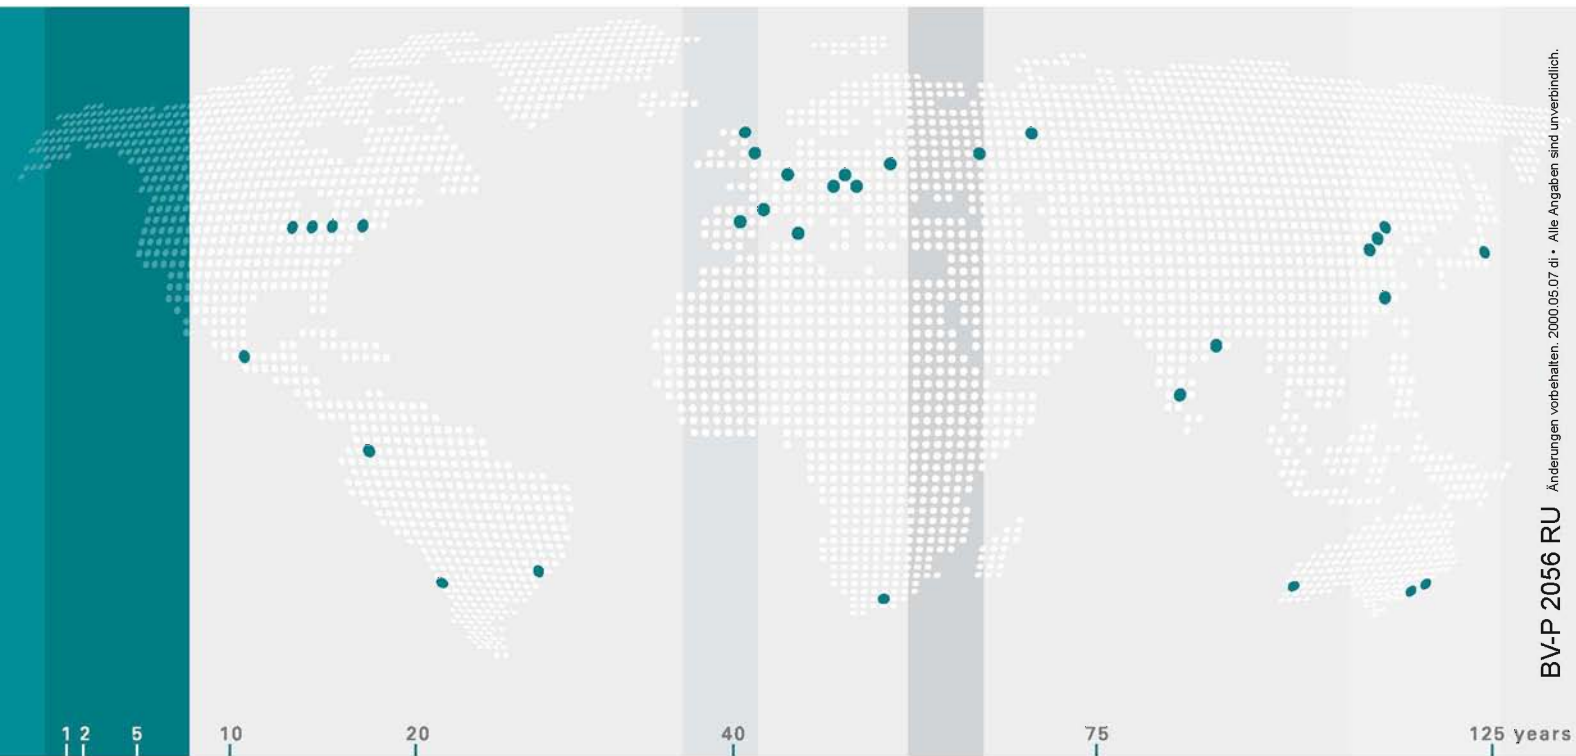 1 2 5 10 20 40 75 125 years
BV-P 2056 RU Änderungen vorbehalten. 2000.05.07 di • Alle Angaben sind unverbindlich.